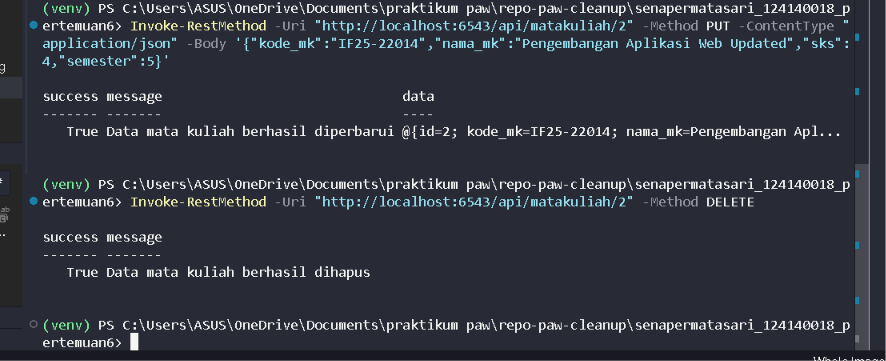 (venv) PS C:\Users\ASUS\OneDrive\Documents\praktikum paw\repo-paw-cleanup\senapermatasari_124140018_p
ertemuan6> Invoke-RestMethod -Uri "http://localhost:6543/api/matakuliah/2" -Method PUT -ContentType "
application/json" -Body '{"kode_mk":"IF25-22014","nama_mk":"Pengembangan Aplikasi Web Updated","sks":
4,"semester":5}'
success message data
------- ------- ----
True Data mata kuliah berhasil diperbarui @{id=2; kode_mk=IF25-22014; nama_mk=Pengembangan Apl...
(venv) PS C:\Users\ASUS\OneDrive\Documents\praktikum paw\repo-paw-cleanup\senapermatasari_124140018_p
ertemuan6> Invoke-RestMethod -Uri "http://localhost:6543/api/matakuliah/2" -Method DELETE
success message
------- -------
True Data mata kuliah berhasil dihapus
(venv) PS C:\Users\ASUS\OneDrive\Documents\praktikum paw\repo-paw-cleanup\senapermatasari_124140018_p
ertemuan6>